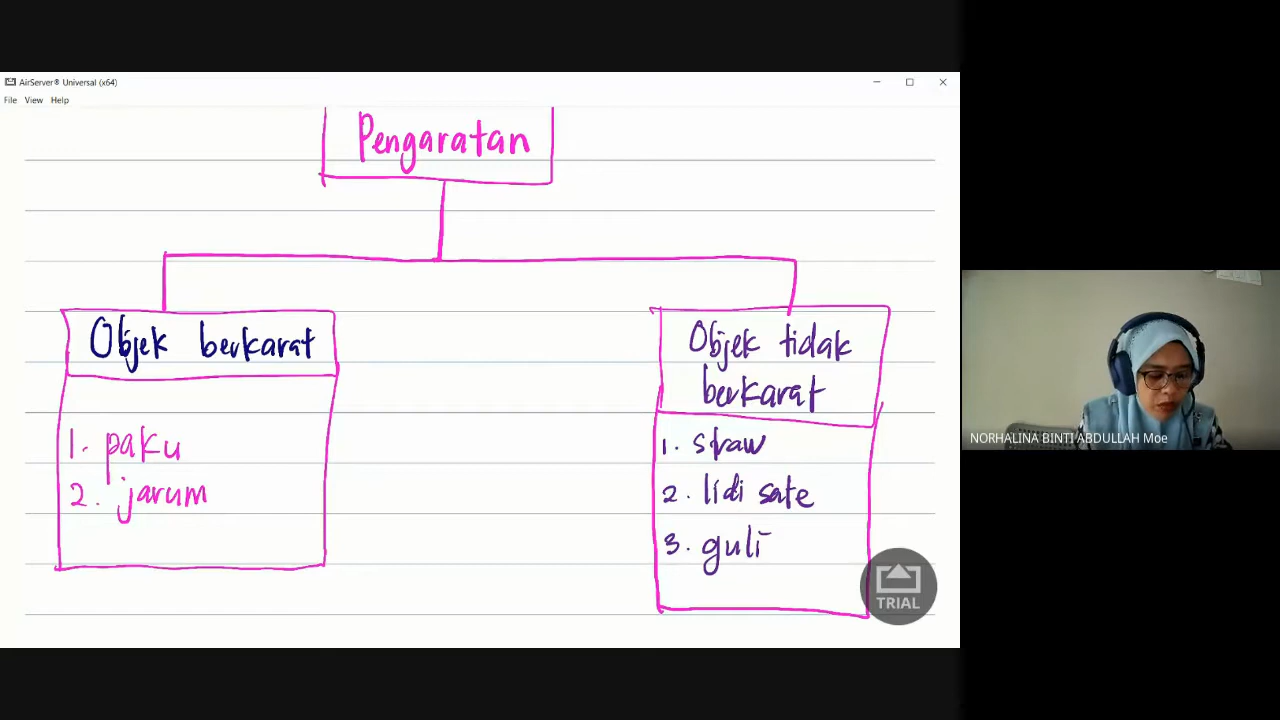 AirServer® Universal (x64)
File View Help
Pengaratan
Objek berkarat
1. paku
2. jarum
Objek tidak
berkarat
1. straw
2. lidi sate
3. guli
TRIAL
NORHALINA BINTI ABDULLAH Moe